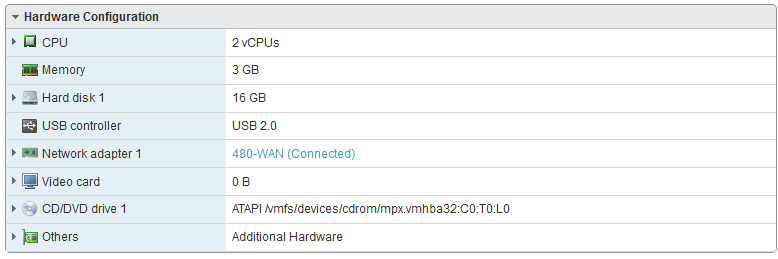 Hardware Configuration
CPU 2 vCPUs
Memory 3 GB
Hard disk 1 16 GB
USB controller USB 2.0
Network adapter 1 480-WAN (Connected)
Video card 0 B
CD/DVD drive 1 ATAPI /vmfs/devices/cdrom/mpx.vmhba32:C0:T0:L0
Others Additional Hardware